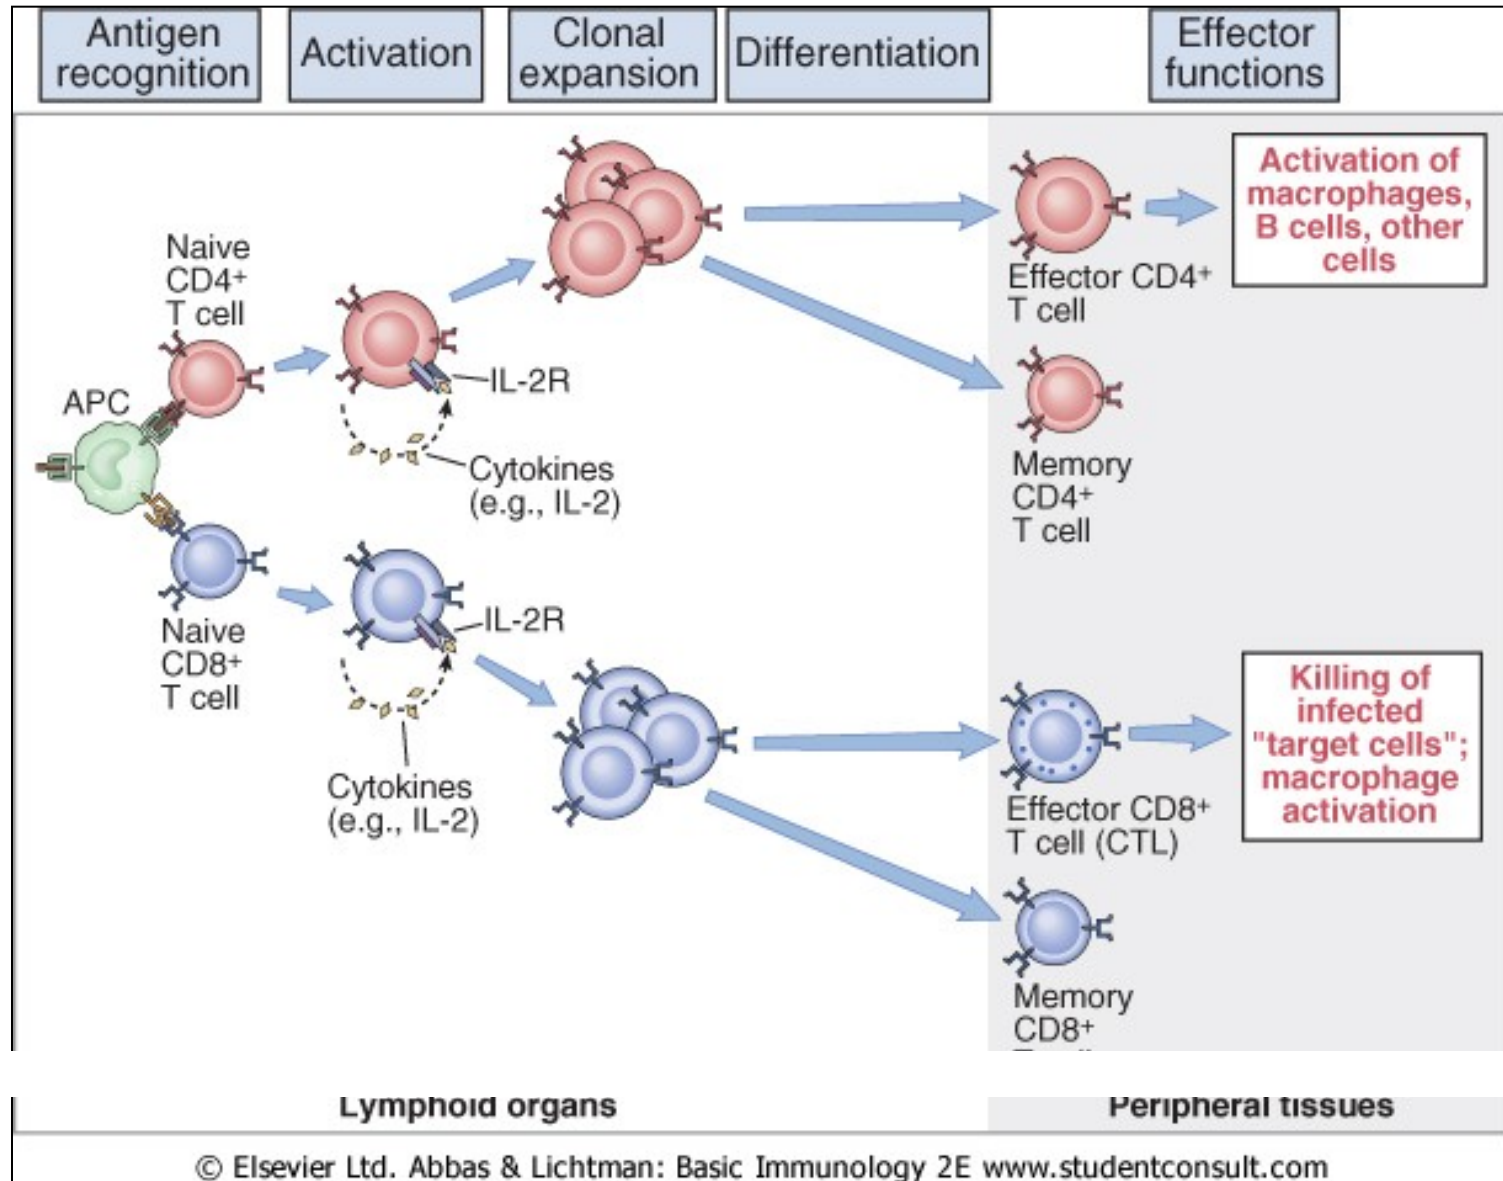 Antigen
recognition
Activation
Clonal
expansion
Differentiation
Effector
functions
Naive
CD4+
T cell
APC
IL-2R
Cytokines
(e.g., IL-2)
Effector CD4+
T cell
Activation of
macrophages,
B cells, other
cells
Memory
CD4+
T cell
Naive
CD8+
T cell
IL-2R
Cytokines
(e.g., IL-2)
Effector CD8+
T cell (CTL)
Killing of
infected
"target cells";
macrophage
activation
Memory
CD8+
Lymphoid organs
Peripheral tissues
© Elsevier Ltd. Abbas & Lichtman: Basic Immunology 2E www.studentconsult.com